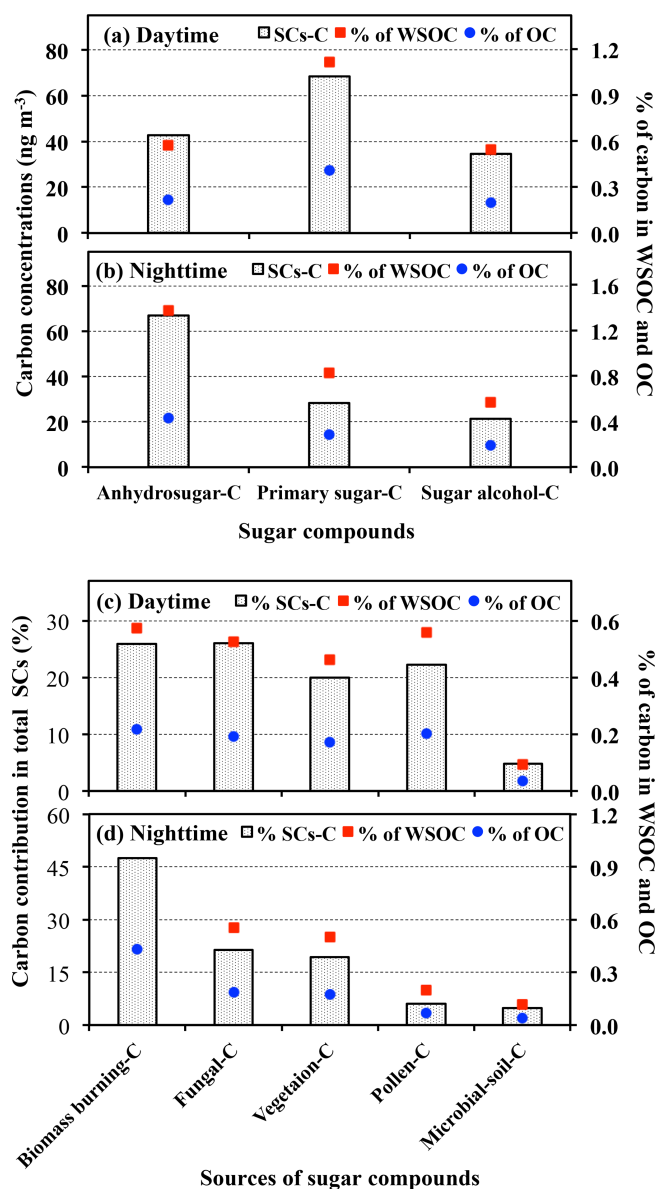 (a) Daytime SCs-C % of WSOC % of OC
80
60
40
20
0
1.2
0.9
0.6
0.3
0.0
(b) Nighttime SCs-C % of WSOC % of OC
80
60
40
20
0
1.6
1.2
0.8
0.4
0.0
Carbon concentrations (ng m-3)
% of carbon in WSOC and OC
Anhydrosugar-C Primary sugar-C Sugar alcohol-C
Sugar compounds
(c) Daytime % SCs-C % of WSOC % of OC
30
20
10
0
0.6
0.4
0.2
0.0
(d) Nighttime % SCs-C % of WSOC % of OC
60
45
30
15
0
1.2
0.9
0.6
0.3
0.0
Carbon contribution in total SCs (%)
% of carbon in WSOC and OC
Biomass burning-C
Fungal-C
Vegetaion-C
Pollen-C
Microbial-soil-C
Sources of sugar compounds